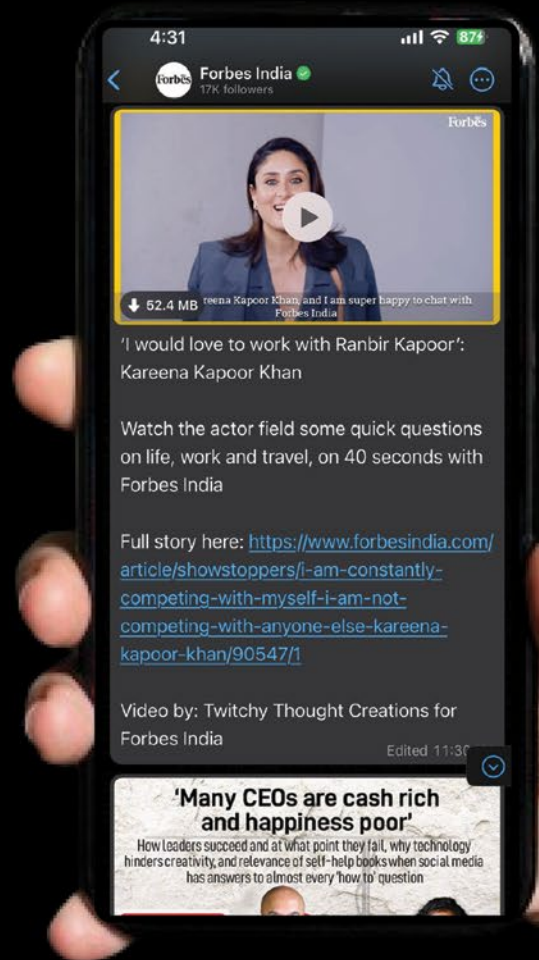 4:31
87
Forbes
Forbes India
17K followers
Forbes
52.4 MB
reena Kapoor Khan, and I am super happy to chat with
Forbes India
'I would love to work with Ranbir Kapoor':
Kareena Kapoor Khan
Watch the actor field some quick questions
on life, work and travel, on 40 seconds with
Forbes India
Full story here: https://www.forbesindia.com/
article/showstoppers/i-am-constantly-
competing-with-myself-i-am-not-
competing-with-anyone-else-kareena-
kapoor-khan/90547/1
Video by: Twitchy Thought Creations for
Forbes India
Edited 11:30
'Many CEOs are cash rich
and happiness poor'
How leaders succeed and at what point they fail, why technology
hinders creativity, and relevance of self-help books when social media
has answers to almost every 'how to' question